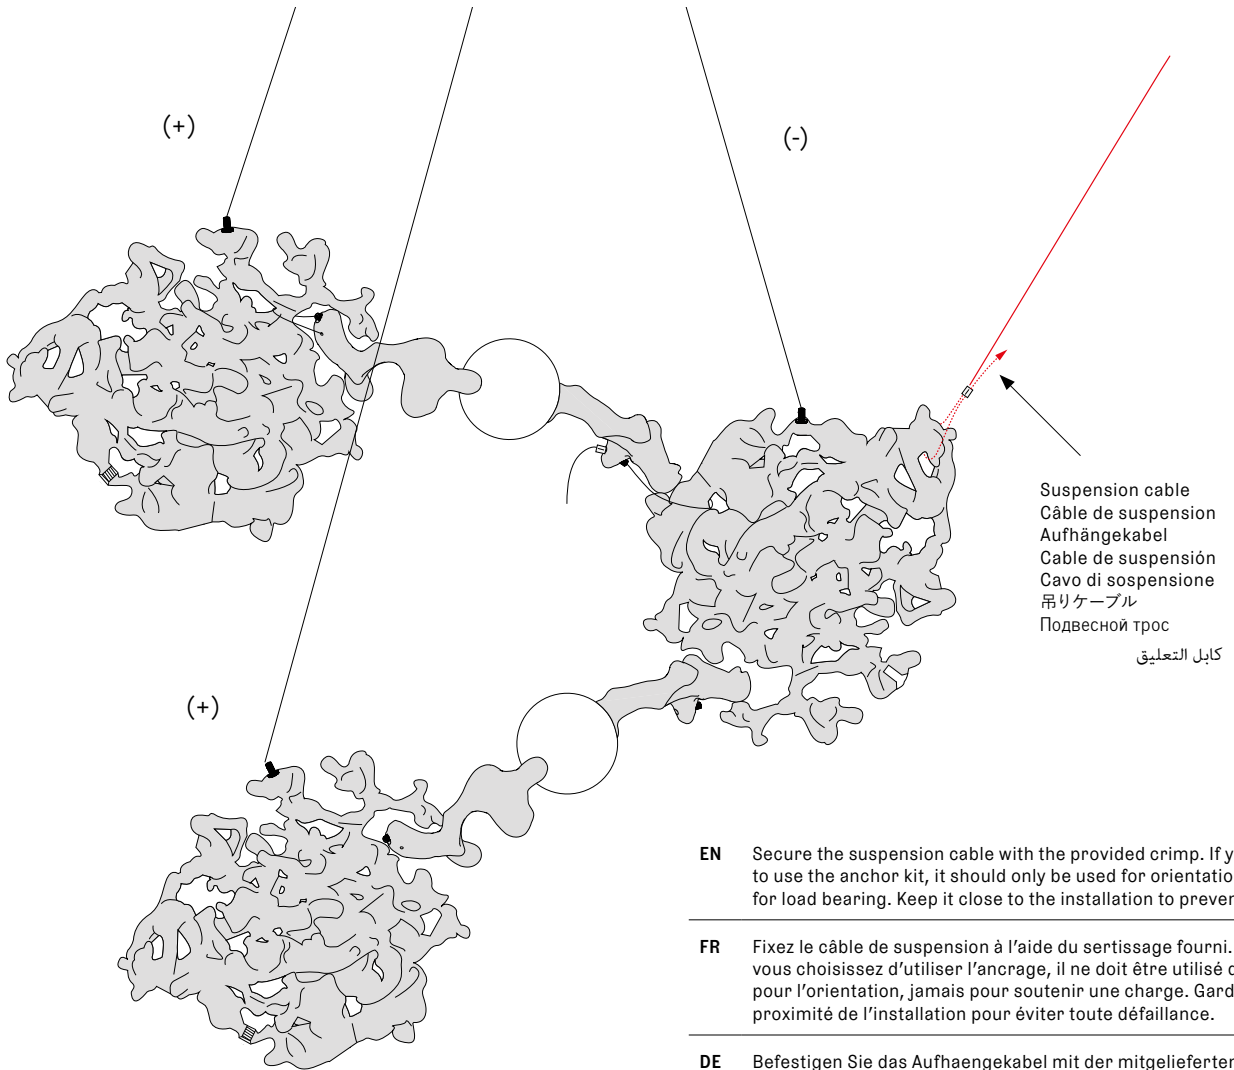 (+)
(-)
Suspension cable
Câble de suspension
Aufhängekabel
Cable de suspensión
Cavo di sospensione
吊りケーブル
Подвесной трос
كابل التعليق
(+)
EN Secure the suspension cable with the provided crimp. If
to use the anchor kit, it should only be used for
for load bearing. Keep it close to the installation to
FR Fixez le câble de suspension à l'aide du sertissage fourni.
vous choisissez d'utiliser l'ancrage, il ne doit être utilisé
pour l'orientation, jamais pour soutenir une charge.
proximité de l'installation pour éviter toute défaillance.
DE Befestigen Sie das Aufhaengekabel mit der